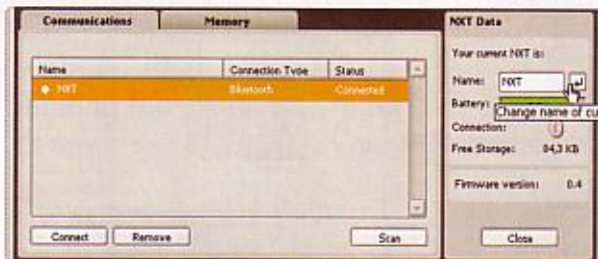 Communications
Memory
Name
Connection Type
Status
NXT
Bluetooth
Connected
Connect
Remove
Scan
NXT Data
Your current NXT is:
Name:
NXT
Battery:
Change name of cu
Connection:
Free Storage:
84,3 KB
Firmware version:
0.4
Close